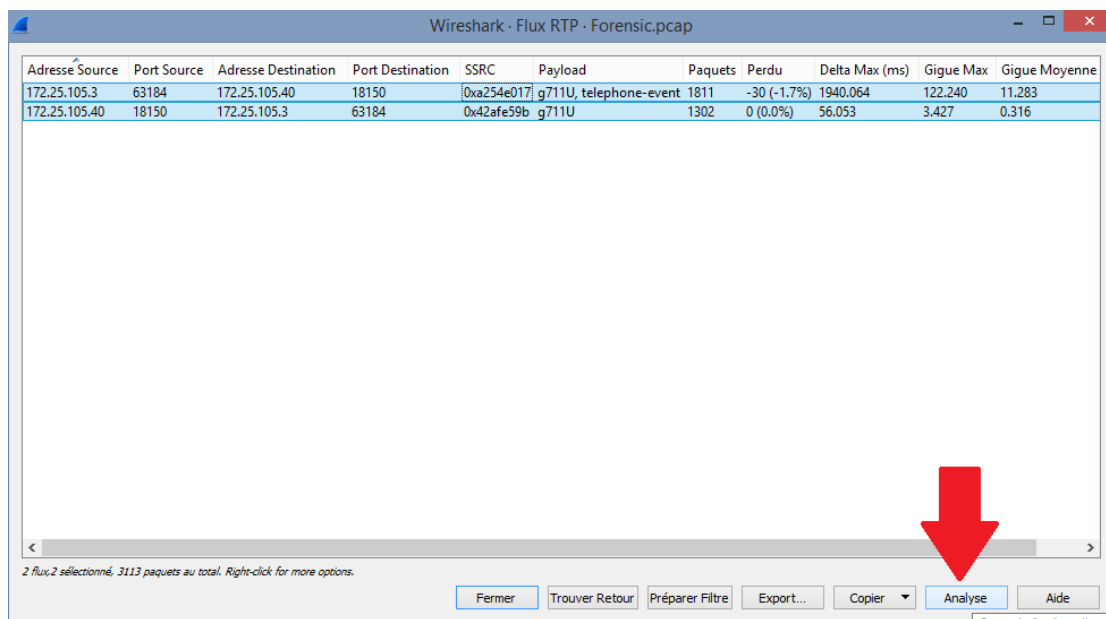 Wireshark · Flux RTP · Forensic.pcap
Adresse Source Port Source Adresse Destination Port Destination SSRC Payload Paquets Perdu Delta Max (ms) Gigue Max Gigue Moyenne
172.25.105.3 63184 172.25.105.40 18150 0xa254e017 g711U, telephone-event 1811 -30 (-1.7%) 1940.064 122.240 11.283
172.25.105.40 18150 172.25.105.3 63184 0x42afe59b g711U 1302 0 (0.0%) 56.053 3.427 0.316
2 flux,2 sélectionné, 3113 paquets au total. Right-click for more options.
Fermer Trouver Retour Préparer Filtre Export... Copier Analyse Aide